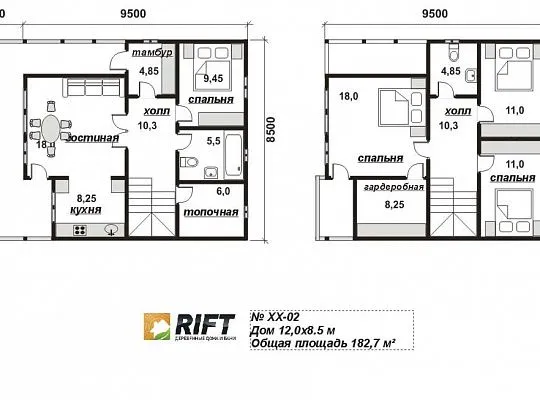 0
9500
9500
тамбур
4,85
9,45
спальня
холл
10,3
18
гостиная
5,5
8500
8,25
кухня
6,0
топочная
4,85
18,0
холл
10,3
11,0
спальня
11,0
спальня
гардеробная
8,25
RIFT
ДЕРЕВЯННЫЕ ДОМА И БАНИ
№ XX-02
Дом 12,0x8.5 м
Общая площадь 182,7 м²